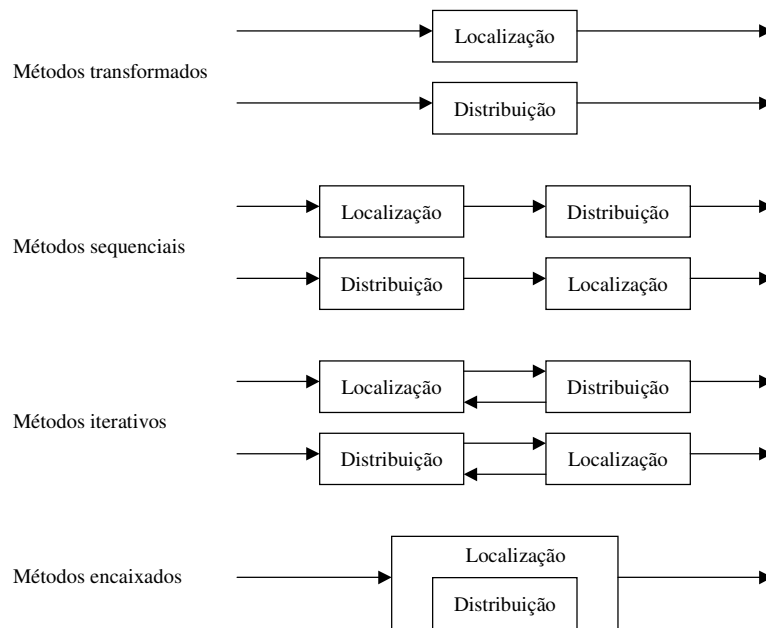 Localização
Métodos transformados
Distribuição
Localização Distribuição
Métodos sequenciais
Distribuição Localização
Localização Distribuição
Métodos iterativos
Distribuição Localização
Localização
Métodos encaixados
Distribuição